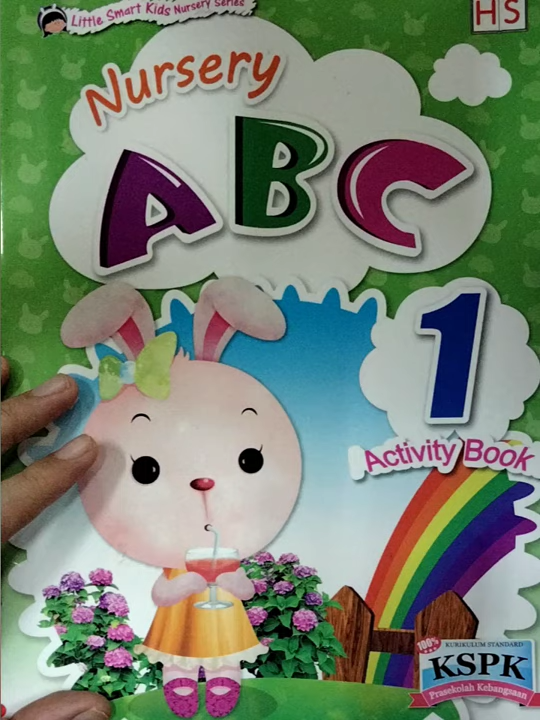 Little Smart Kids Nursery Series
HS
Nursery
ABC
1
Activity Book
100%
KURIKULUM STANDARD
KSPK
Prasekolah Kebangsaan